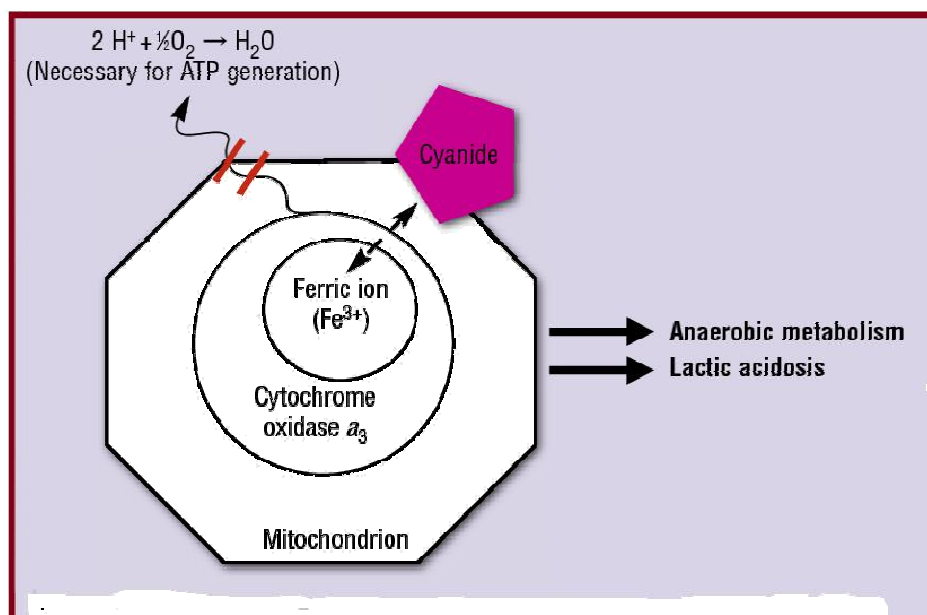 2 H⁺ + ½O₂ → H₂O
(Necessary for ATP generation)
Cyanide
Ferric ion
(Fe³⁺)
Cytochrome
oxidase a₃
Mitochondrion
Anaerobic metabolism
Lactic acidosis